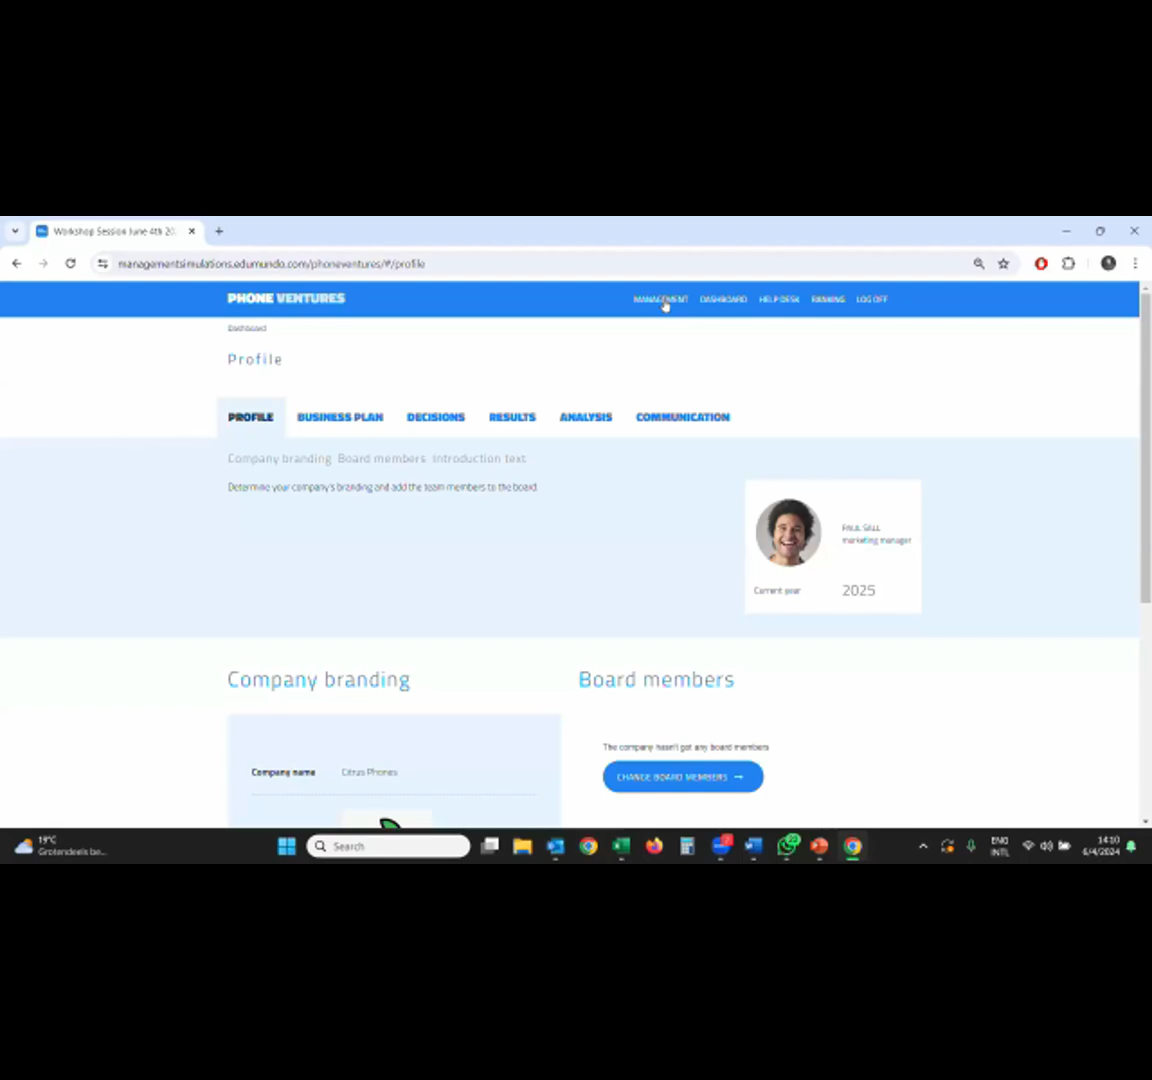 Workshop Session June 4th 20
managementsimulations.edumundo.com/phoneventures/#/profile
PHONE VENTURES
MANAGEMENT DASHBOARD HELP DESK RANKING LOG OFF
Dashboard
Profile
PROFILE BUSINESS PLAN DECISIONS RESULTS ANALYSIS COMMUNICATION
Company branding Board members Introduction text
Determine your company's branding and add the team members to the board
marketing manager
Current year 2025
Company branding
Board members
The company hasn't got any board members
Company name Citrus Phones
CHANGE BOARD MEMBERS →
19°C
Grotendeels be...
Search
ENG
INTL
14:10
6/4/2024